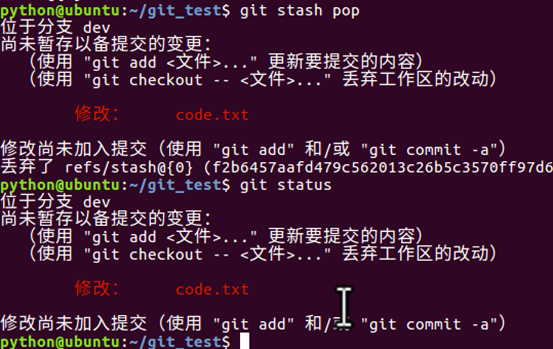 python@ubuntu:~/git_test$ git stash pop
位于分支 dev
尚未暂存以备提交的变更：
（使用 "git add <文件>..." 更新要提交的内容）
（使用 "git checkout -- <文件>..." 丢弃工作区的改动）
修改： code.txt
修改尚未加入提交（使用 "git add" 和/或 "git commit -a"）
丢弃了 refs/stash@{0} (f2b6457aafd479c562013c26b5c3570ff97d6
python@ubuntu:~/git_test$ git status
位于分支 dev
尚未暂存以备提交的变更：
（使用 "git add <文件>..." 更新要提交的内容）
（使用 "git checkout -- <文件>..." 丢弃工作区的改动）
修改： code.txt
修改尚未加入提交（使用 "git add" 和/或 "git commit -a"）
python@ubuntu:~/git_test$